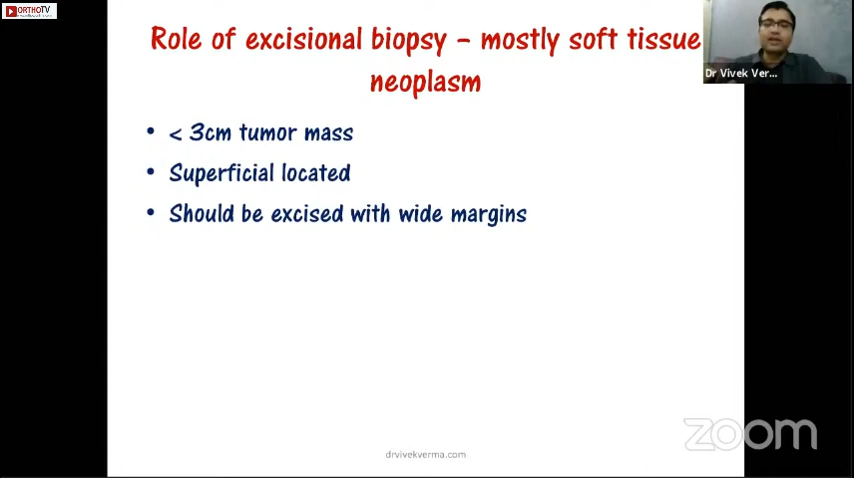 ORTHOTV
Role of excisional biopsy – mostly soft tissue
neoplasm
Dr Vivek Ver...
• < 3cm tumor mass
• Superficial located
• Should be excised with wide margins
zoom
drvivekverma.com